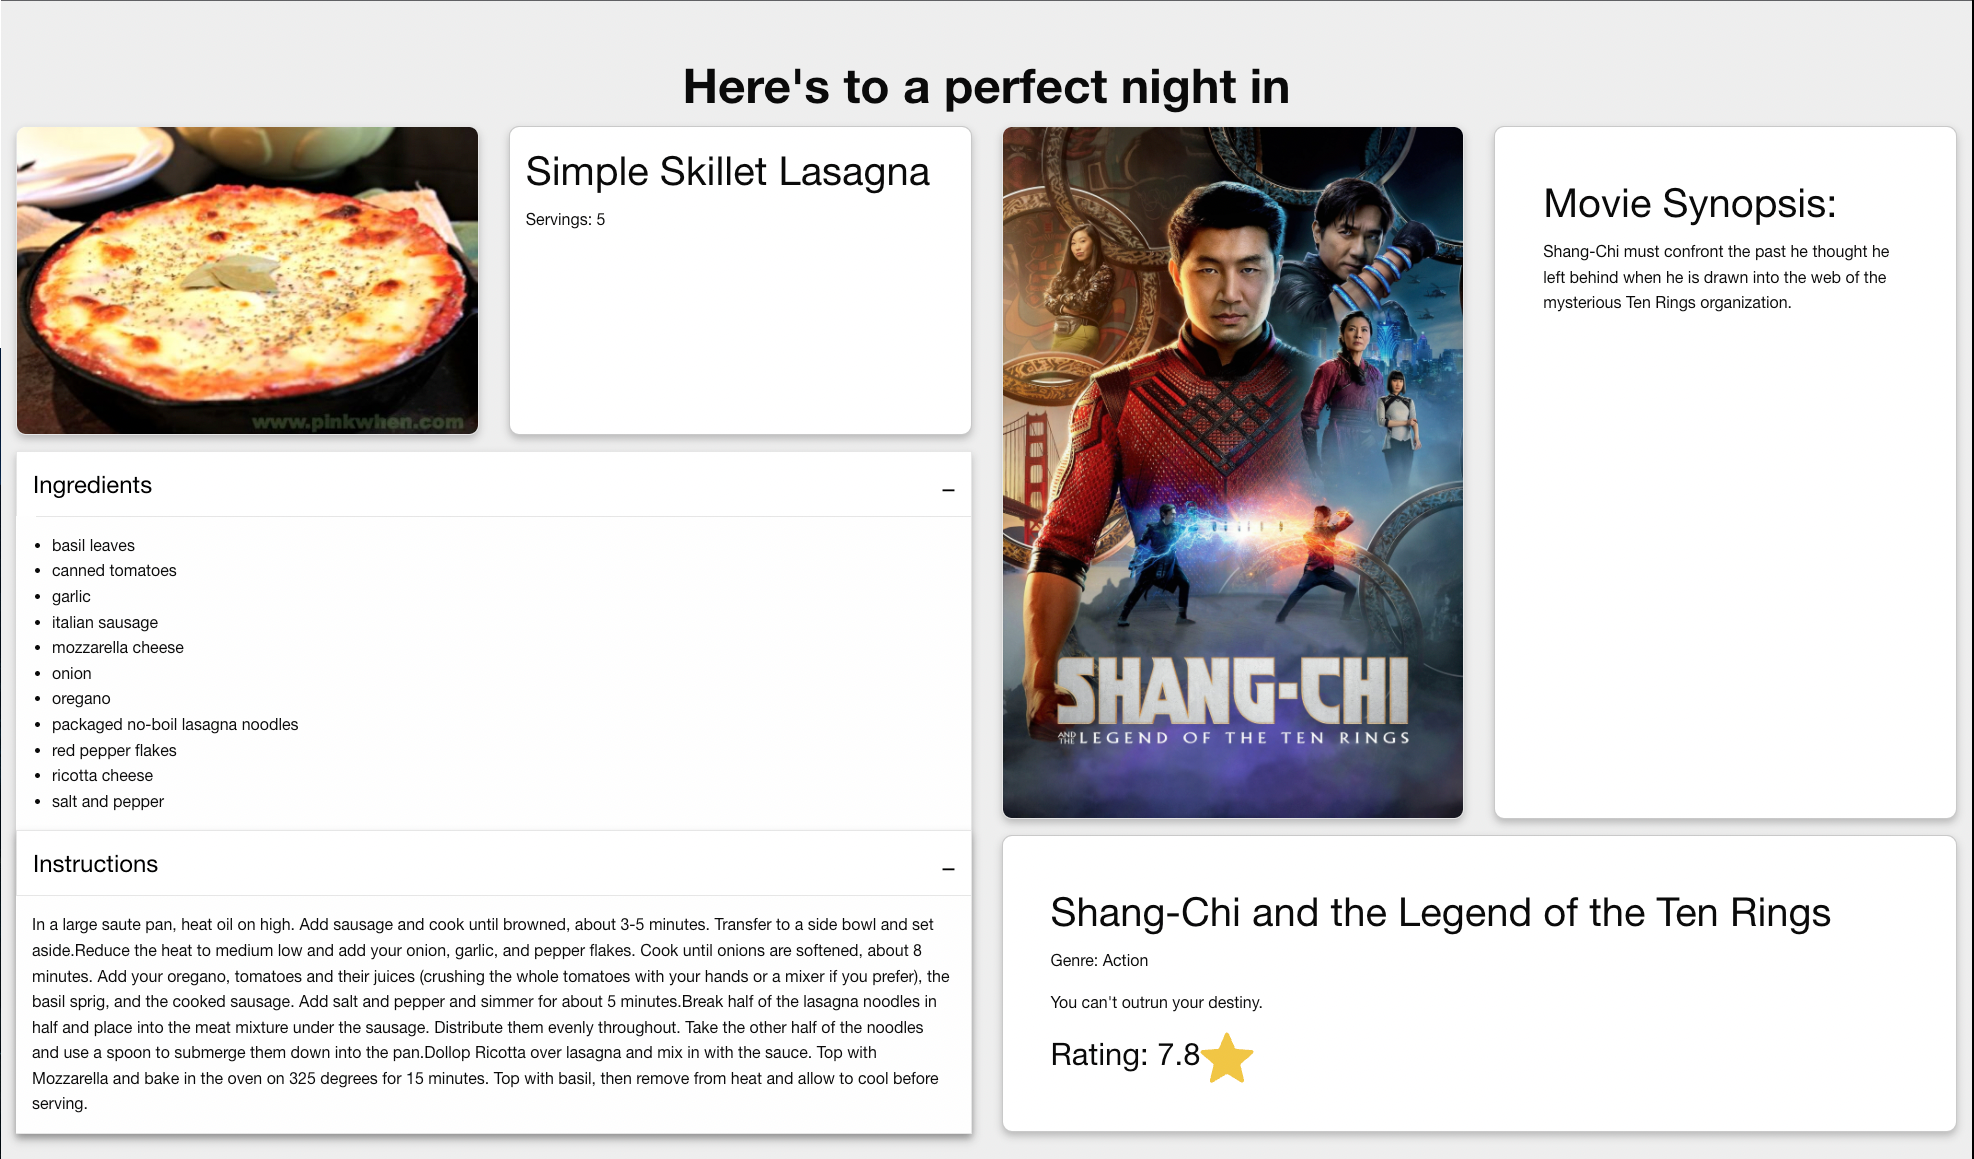 Here's to a perfect night in
www.pinkwhen.com
Simple Skillet Lasagna
Servings: 5
Ingredients
basil leaves
canned tomatoes
garlic
italian sausage
mozzarella cheese
onion
oregano
packaged no-boil lasagna noodles
red pepper flakes
ricotta cheese
salt and pepper
Instructions
In a large saute pan, heat oil on high. Add sausage and cook until browned, about 3-5 minutes. Transfer to a side bowl and set
aside.Reduce the heat to medium low and add your onion, garlic, and pepper flakes. Cook until onions are softened, about 8
minutes. Add your oregano, tomatoes and their juices (crushing the whole tomatoes with your hands or a mixer if you prefer), the
basil sprig, and the cooked sausage. Add salt and pepper and simmer for about 5 minutes.Break half of the lasagna noodles in
half and place into the meat mixture under the sausage. Distribute them evenly throughout. Take the other half of the noodles
and use a spoon to submerge them down into the pan.Dollop Ricotta over lasagna and mix in with the sauce. Top with
Mozzarella and bake in the oven on 325 degrees for 15 minutes. Top with basil, then remove from heat and allow to cool before
serving.
SHANG-CHI
AND THE LEGEND OF THE TEN RINGS
Movie Synopsis:
Shang-Chi must confront the past he thought he
left behind when he is drawn into the web of the
mysterious Ten Rings organization.
Shang-Chi and the Legend of the Ten Rings
Genre: Action
You can't outrun your destiny.
Rating: 7.8